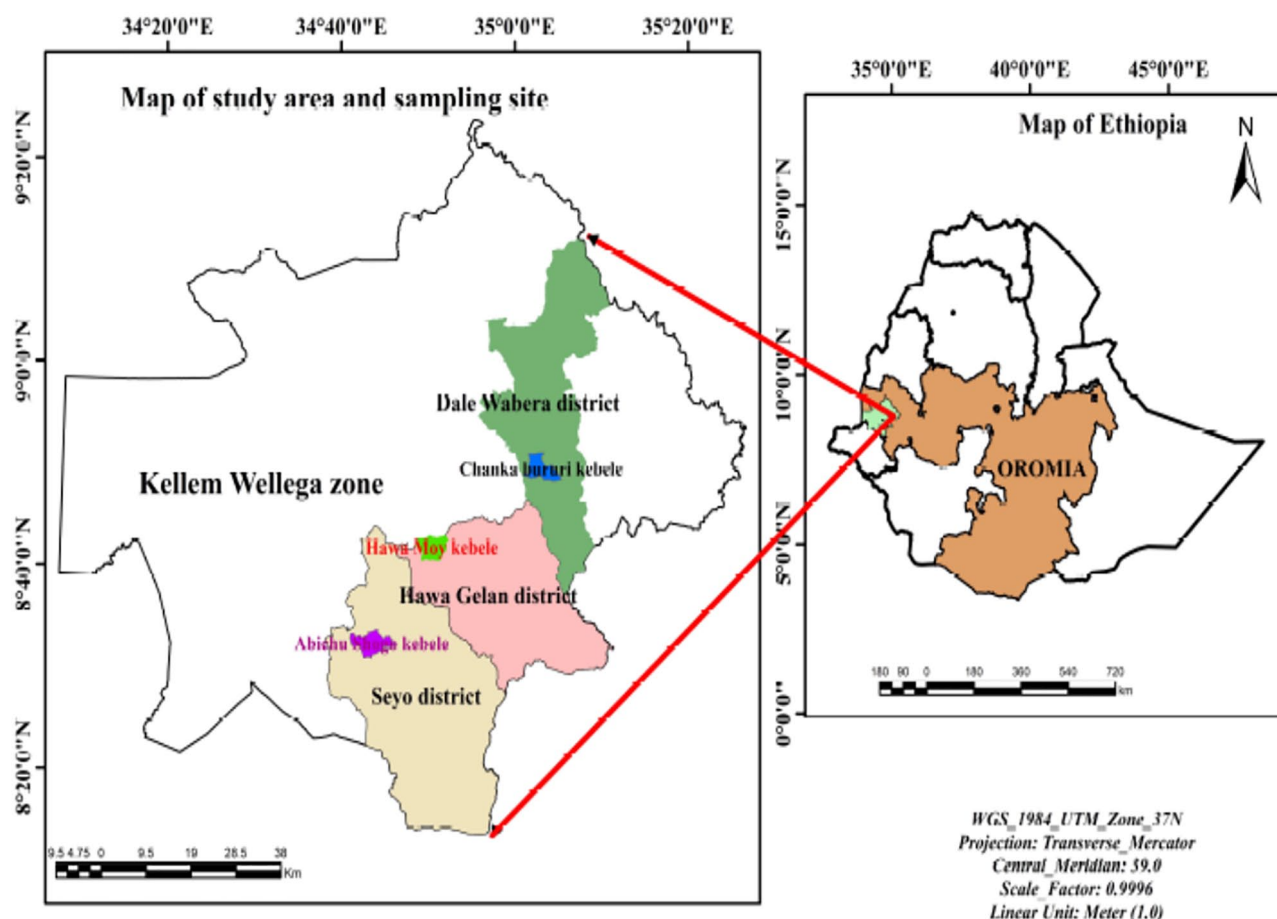 34°20'0"E 34°40'0"E 35°0'0"E 35°20'0"E
Map of study area and sampling site
9°20'0"N
9°0'0"N
8°40'0"N
8°20'0"N
Dale Wabera district
Chanka bururi kebele
Kellem Wellega zone
Hawa Moy kebele
Hawa Gelan district
Abichu kebele
Seyo district
9.5 4.75 0 9.5 19 28.5 38
Km
35°0'0"E 40°0'0"E 45°0'0"E
Map of Ethiopia
N
15°0'0"N
10°0'0"N
5°0'0"N
0°0'0"
OROMIA
180 90 0 180 360 540 720
km
WGS_1984_UTM_Zone_37N
Projection: Transverse_Mercator
Central_Meridian: 39.0
Scale_Factor: 0.9996
Linear Unit: Meter (1.0)